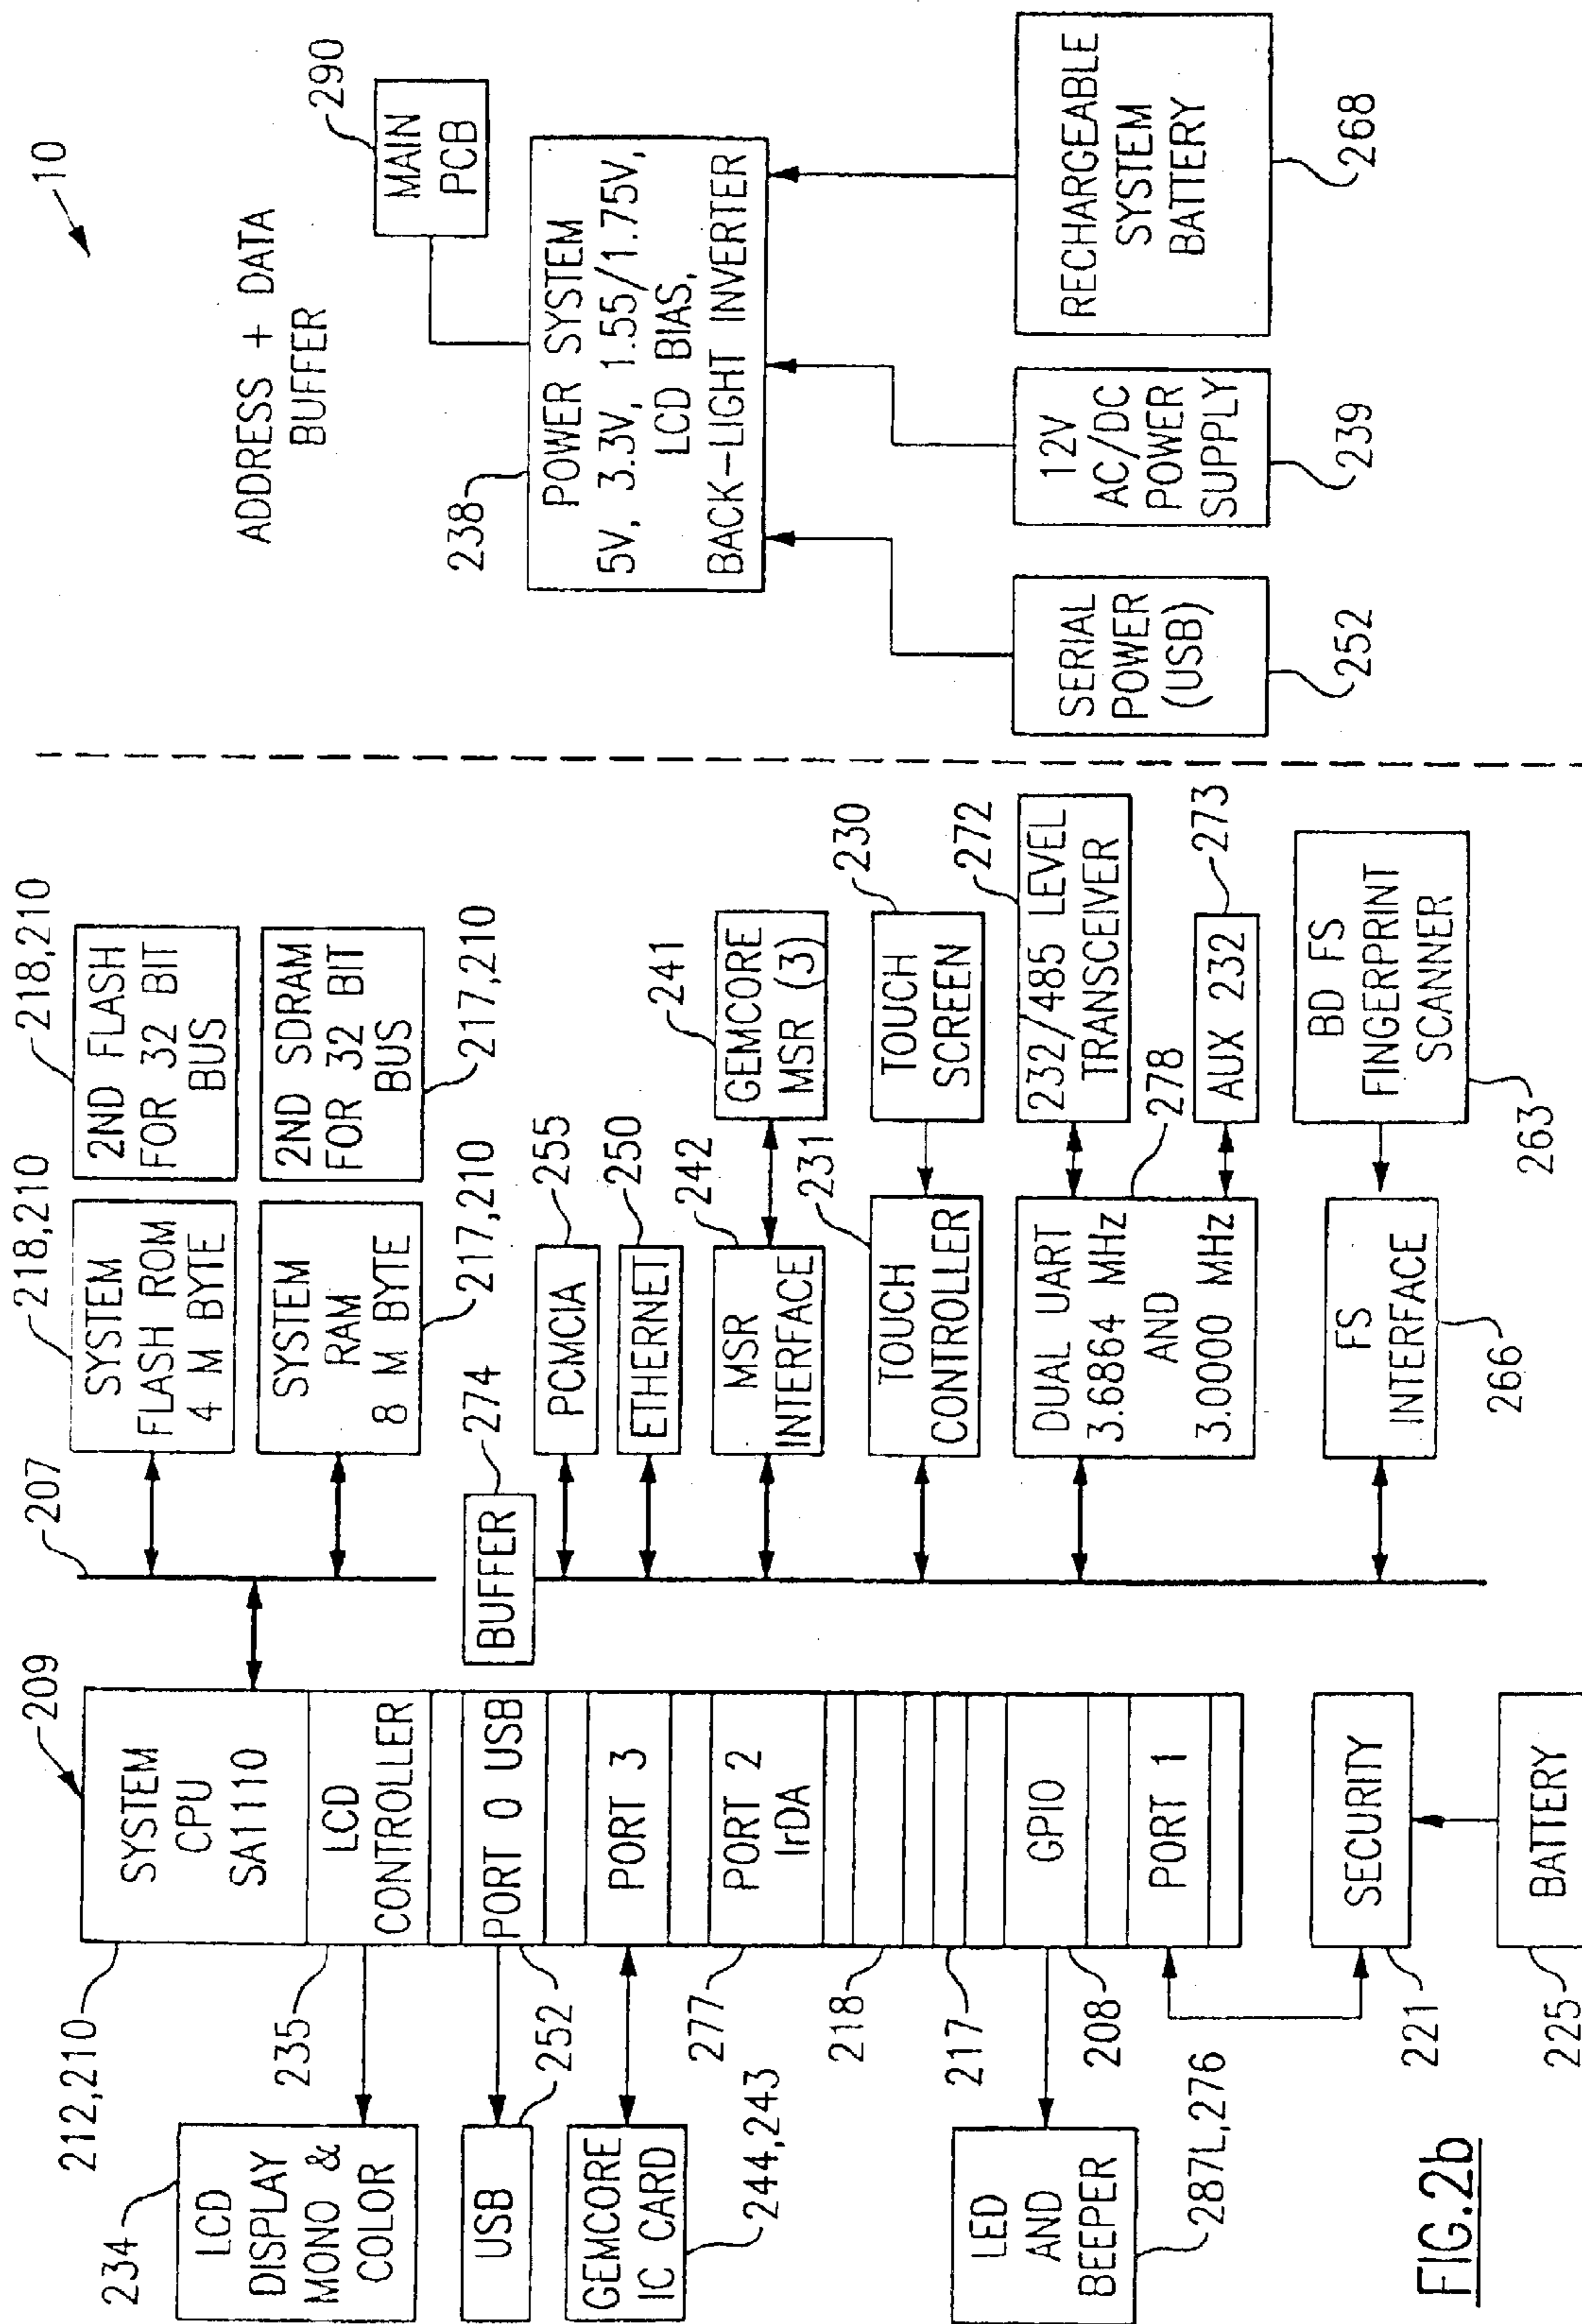 10
ADDRESS + DATA
BUFFER
209
212,210
SYSTEM
CPU
SA1110
235
LCD
CONTROLLER
PORT 0 USB
252
PORT 3
277
PORT 2
IrDA
218
217
GPIO
208
PORT 1
234
LCD
DISPLAY
MONO &
COLOR
USB
GEMCORE
IC CARD
244,243
LED
AND
BEEPER
287L,276
SECURITY
221
BATTERY
225
207
218,210
SYSTEM
FLASH ROM
4 M BYTE
218,210
2ND FLASH
FOR 32 BIT
BUS
SYSTEM
RAM
8 M BYTE
217,210
2ND SDRAM
FOR 32 BIT
BUS
217,210
274
BUFFER
PCMCIA
255
ETHERNET
250
242
MSR
INTERFACE
241
GEMCORE
MSR (3)
231
TOUCH
CONTROLLER
230
TOUCH
SCREEN
DUAL UART
3.6864 MHz
AND
3.0000 MHz
278
272
232/485 LEVEL
TRANSCEIVER
AUX 232
273
FS
INTERFACE
266
BD FS
FINGERPRINT
SCANNER
263
238
POWER SYSTEM
5V, 3.3V, 1.55/1.75V,
LCD BIAS,
BACK-LIGHT INVERTER
MAIN
PCB
290
SERIAL
POWER
(USB)
252
12V
AC/DC
POWER
SUPPLY
239
RECHARGEABLE
SYSTEM
BATTERY
268
FIG.2b